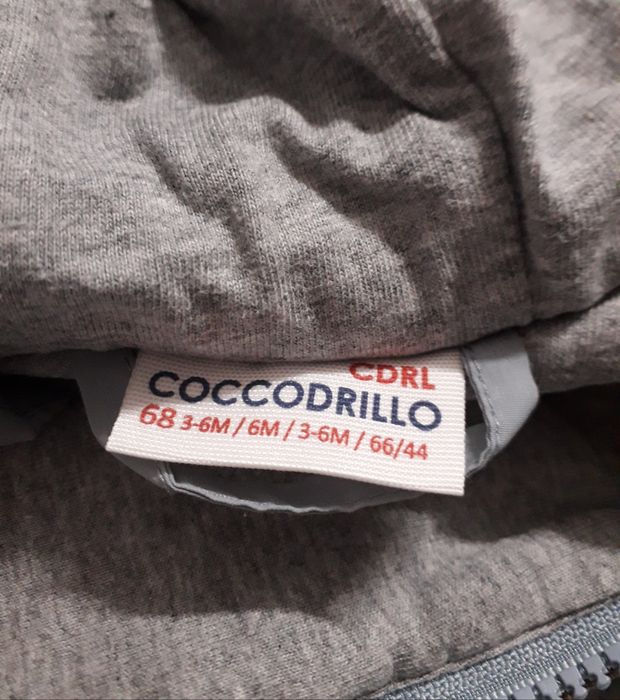 CDRL
COCCODRILLO
68 3-6M / 6M / 3-6M / 66/44